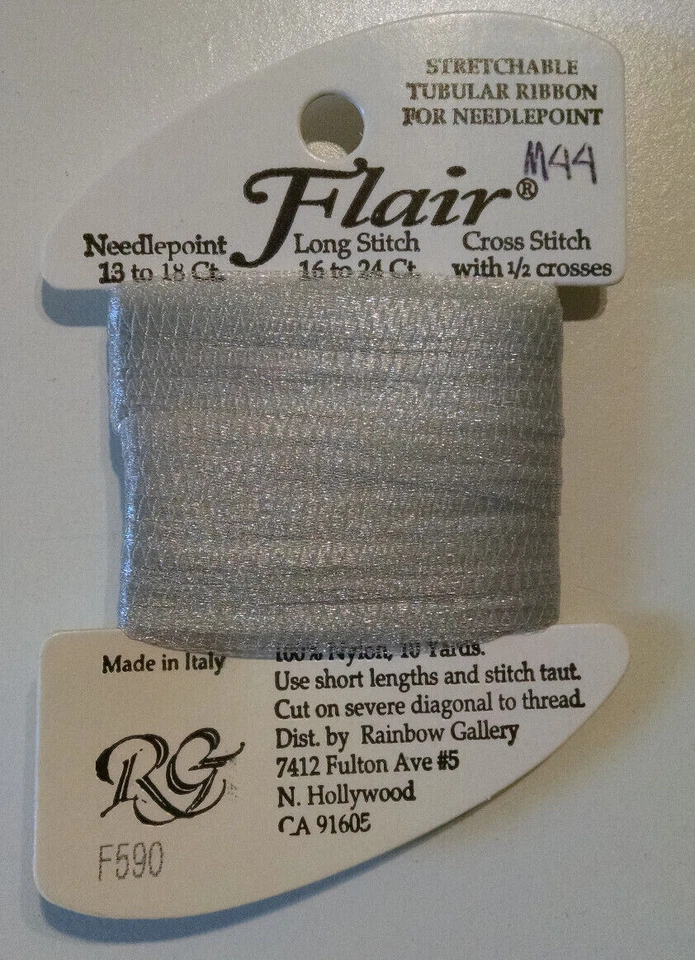 STRETCHABLE
TUBULAR RIBBON
FOR NEEDLEPOINT
M44
Flair®
Needlepoint
13 to 18 Ct.
Long Stitch
16 to 24 Ct.
Cross Stitch
with 1/2 crosses
100% Nylon, 10 Yards.
Made in Italy
Use short lengths and stitch taut.
Cut on severe diagonal to thread.
Dist. by Rainbow Gallery
7412 Fulton Ave #5
N. Hollywood
CA 91605
RG
F590